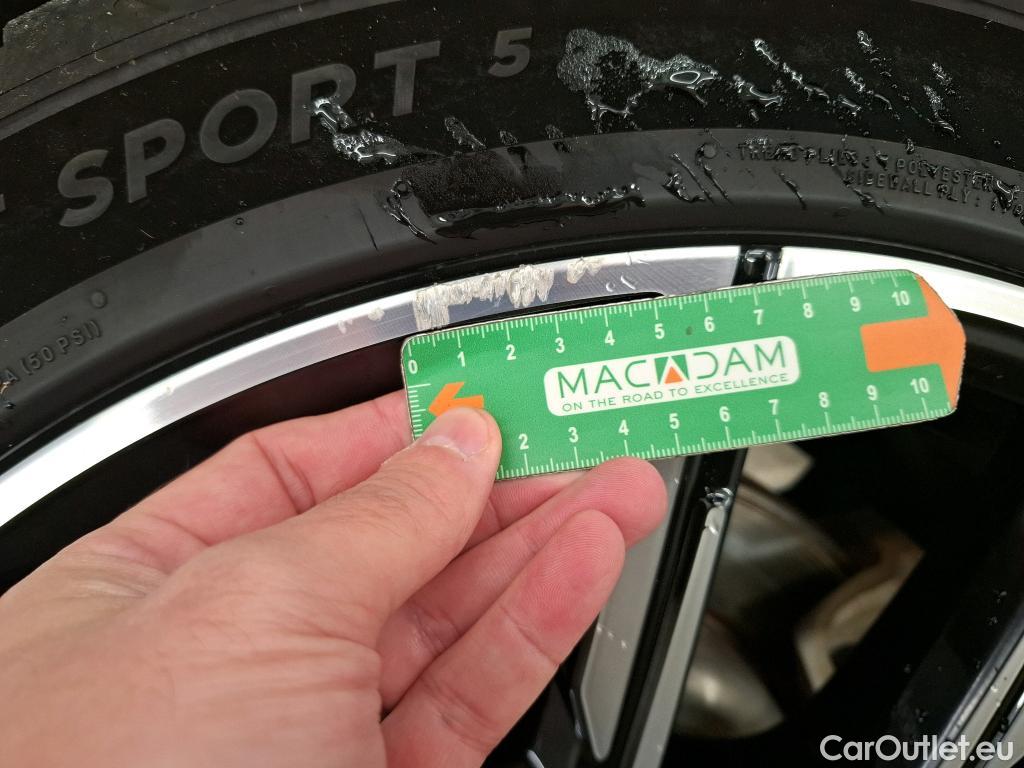 SPORT 5
TREAD PLIES: POLYESTER
SIDEWALL PLY: 1
A (50 PSI)
0 1 2 3 4 5 6 7 8 9 10
MACADAM
ON THE ROAD TO EXCELLENCE
2 3 4 5 6 7 8 9 10
CarOutlet.eu